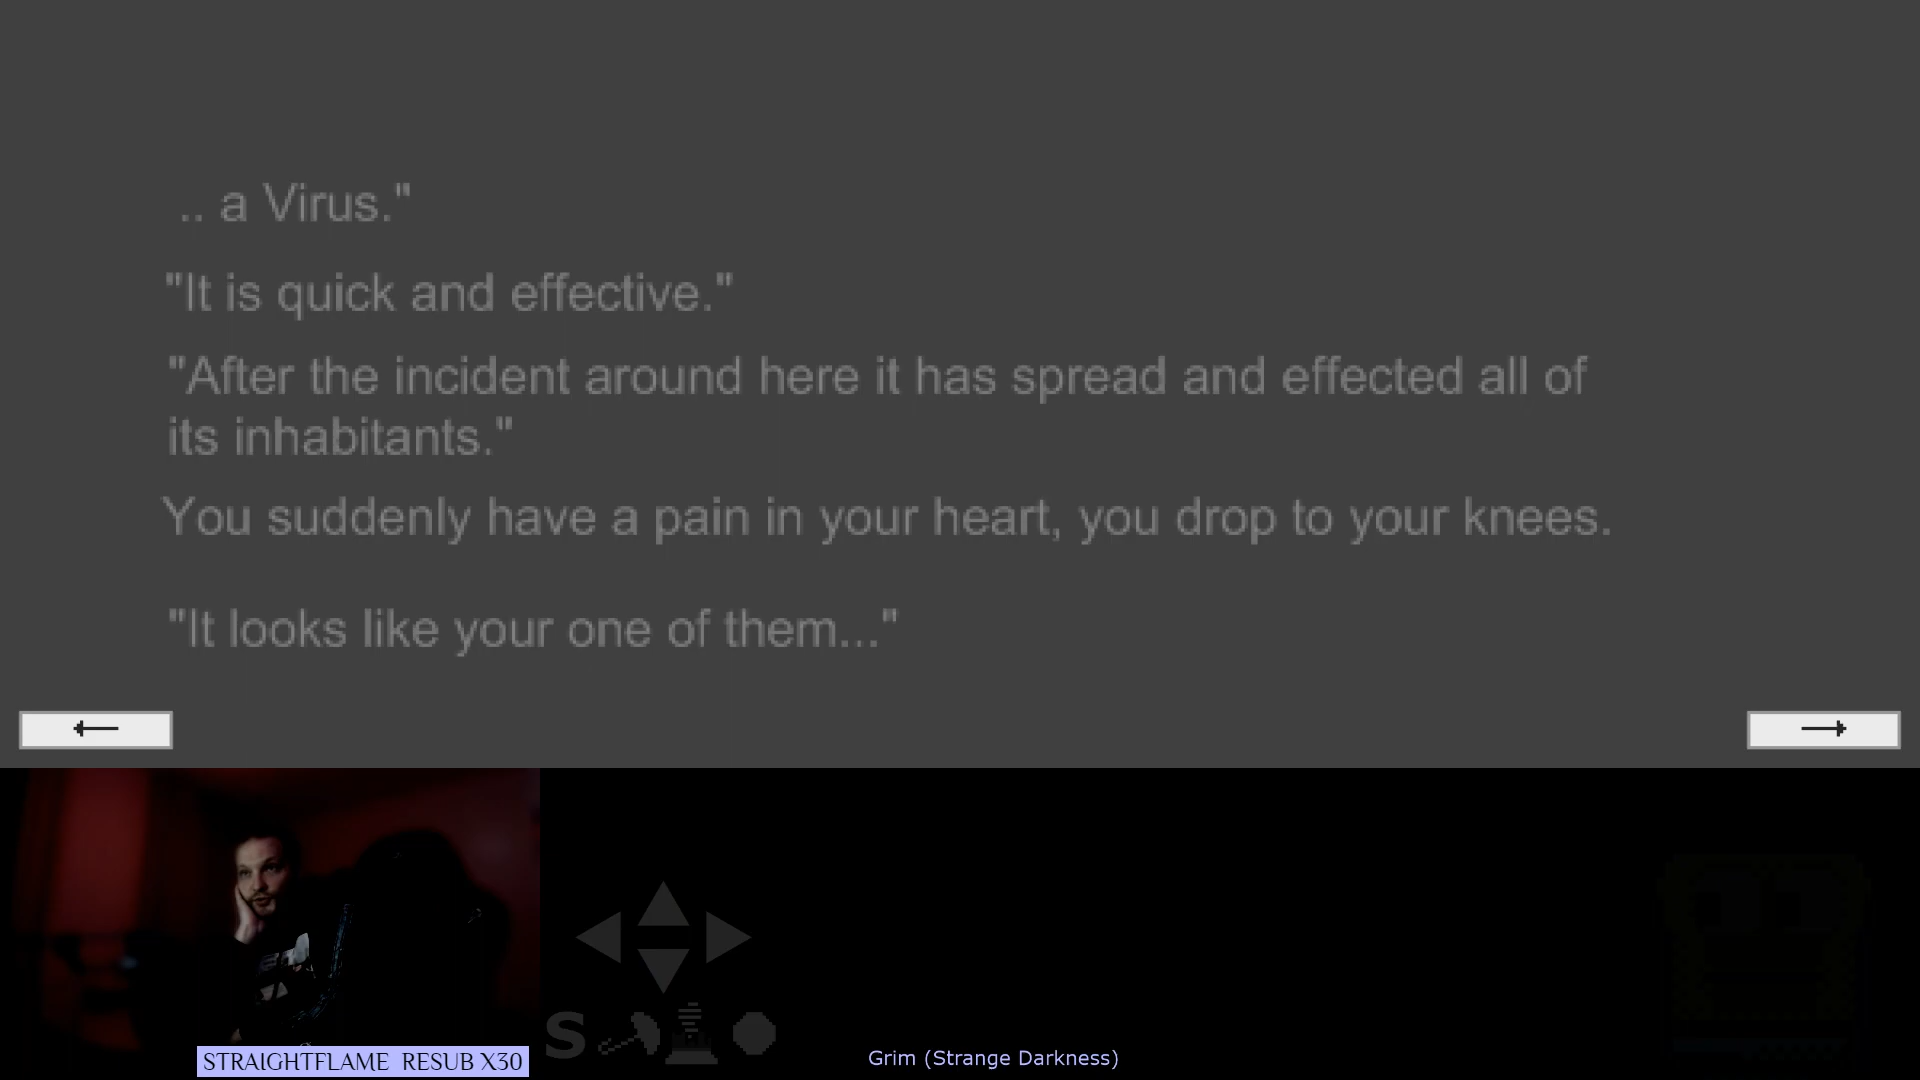 .. a Virus."
"It is quick and effective."
"After the incident around here it has spread and effected all of
its inhabitants."
You suddenly have a pain in your heart, you drop to your knees.
"It looks like your one of them..."
S
STRAIGHTFLAME RESUB X30
Grim (Strange Darkness)